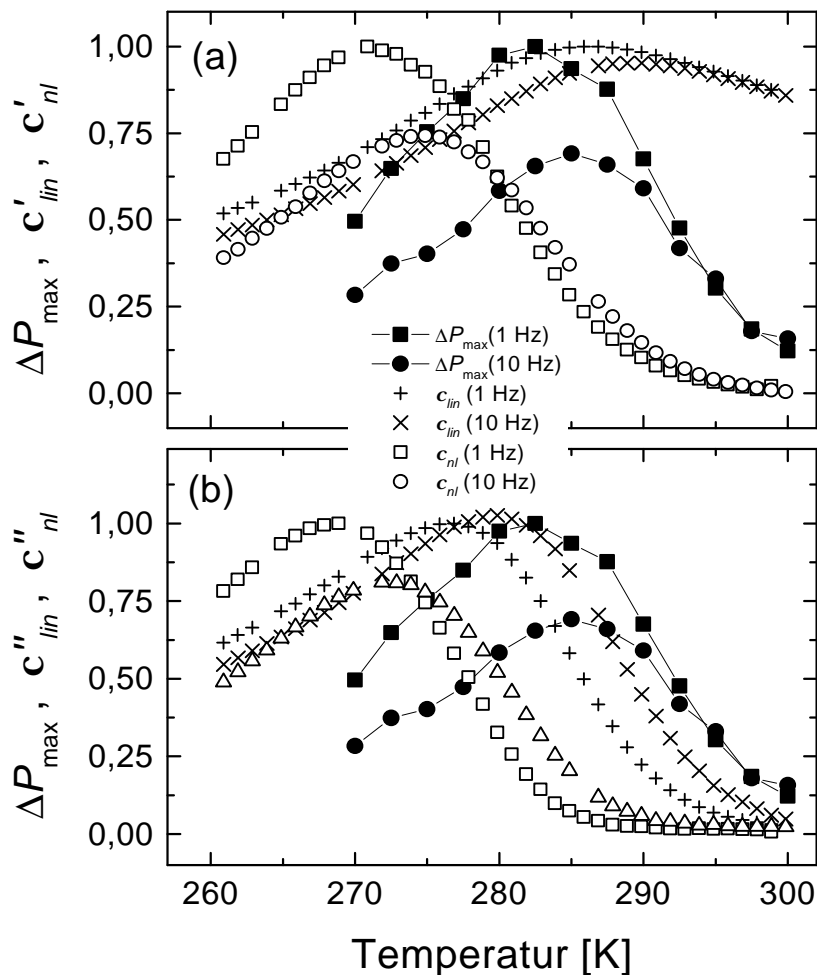 (a)
1,00
0,75
0,50
0,25
0,00
ΔP_max , c'_lin , c'_nl
ΔP_max (1 Hz)
ΔP_max (10 Hz)
c_lin (1 Hz)
c_lin (10 Hz)
c_nl (1 Hz)
c_nl (10 Hz)
(b)
1,00
0,75
0,50
0,25
0,00
ΔP_max , c''_lin , c''_nl
260 270 280 290 300
Temperatur [K]